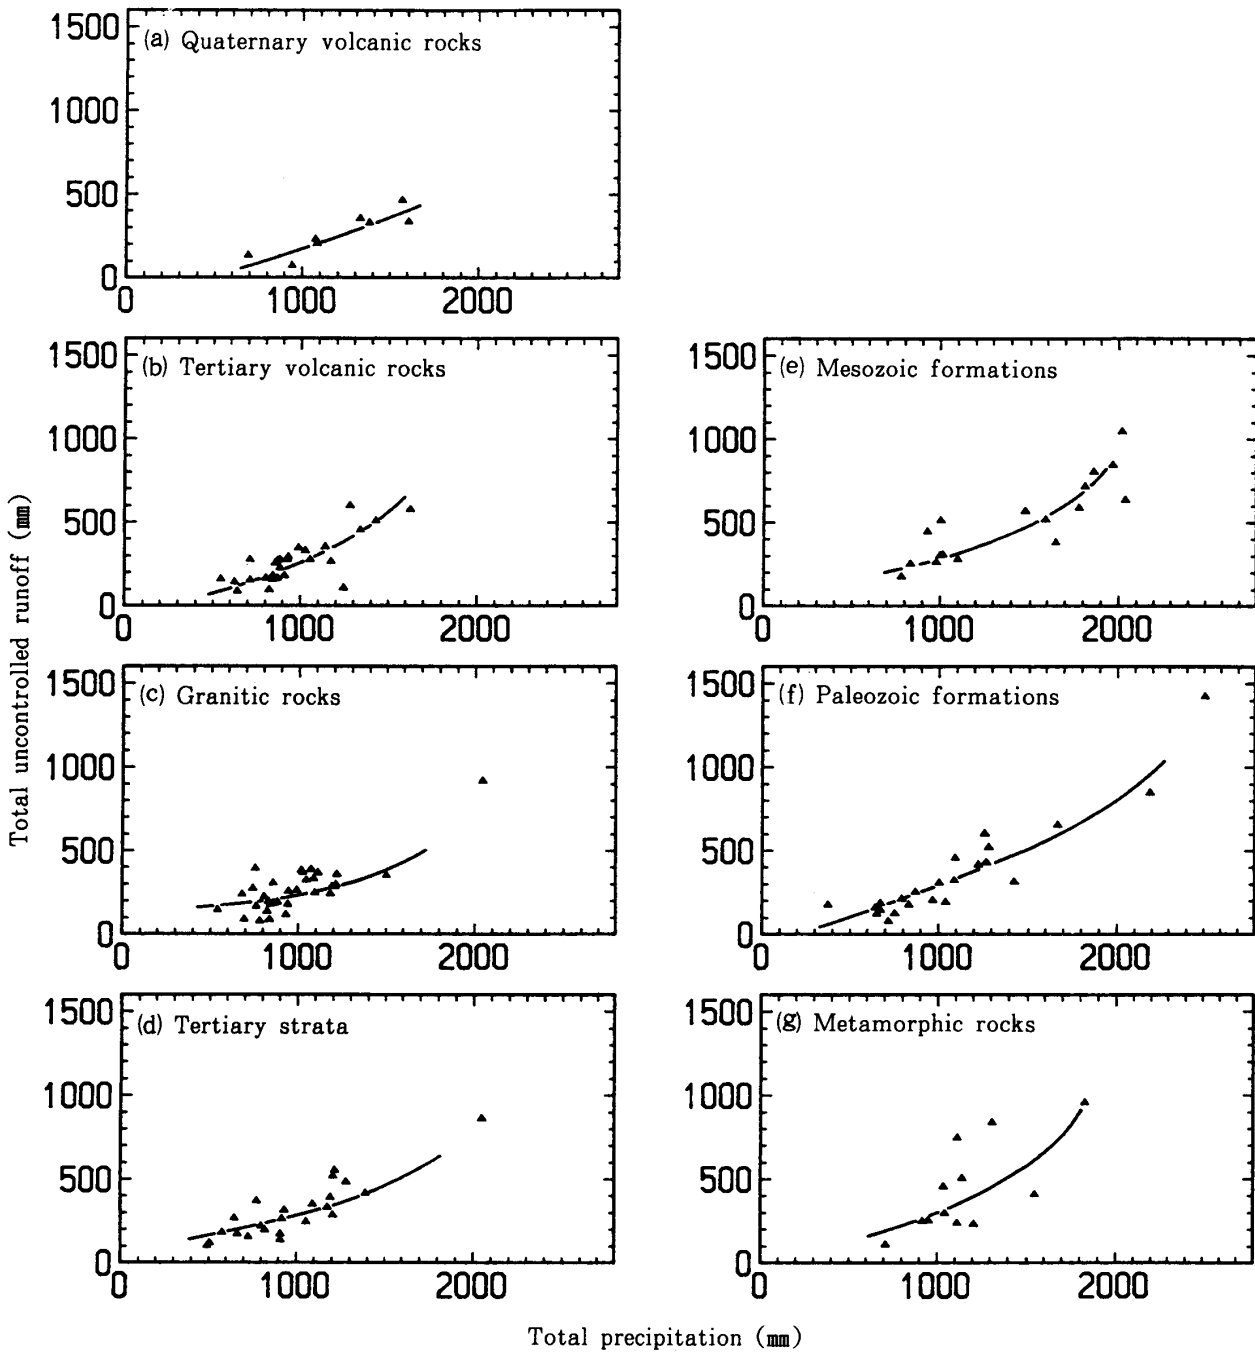 1500
(a) Quaternary volcanic rocks
1000
500
0
0 1000 2000
1500
(b) Tertiary volcanic rocks
1000
500
0
0 1000 2000
1500
(c) Granitic rocks
1000
500
0
0 1000 2000
1500
(d) Tertiary strata
1000
500
0
0 1000 2000
1500
(e) Mesozoic formations
1000
500
0
0 1000 2000
1500
(f) Paleozoic formations
1000
500
0
0 1000 2000
1500
(g) Metamorphic rocks
1000
500
0
0 1000 2000
Total uncontrolled runoff (mm)
Total precipitation (mm)